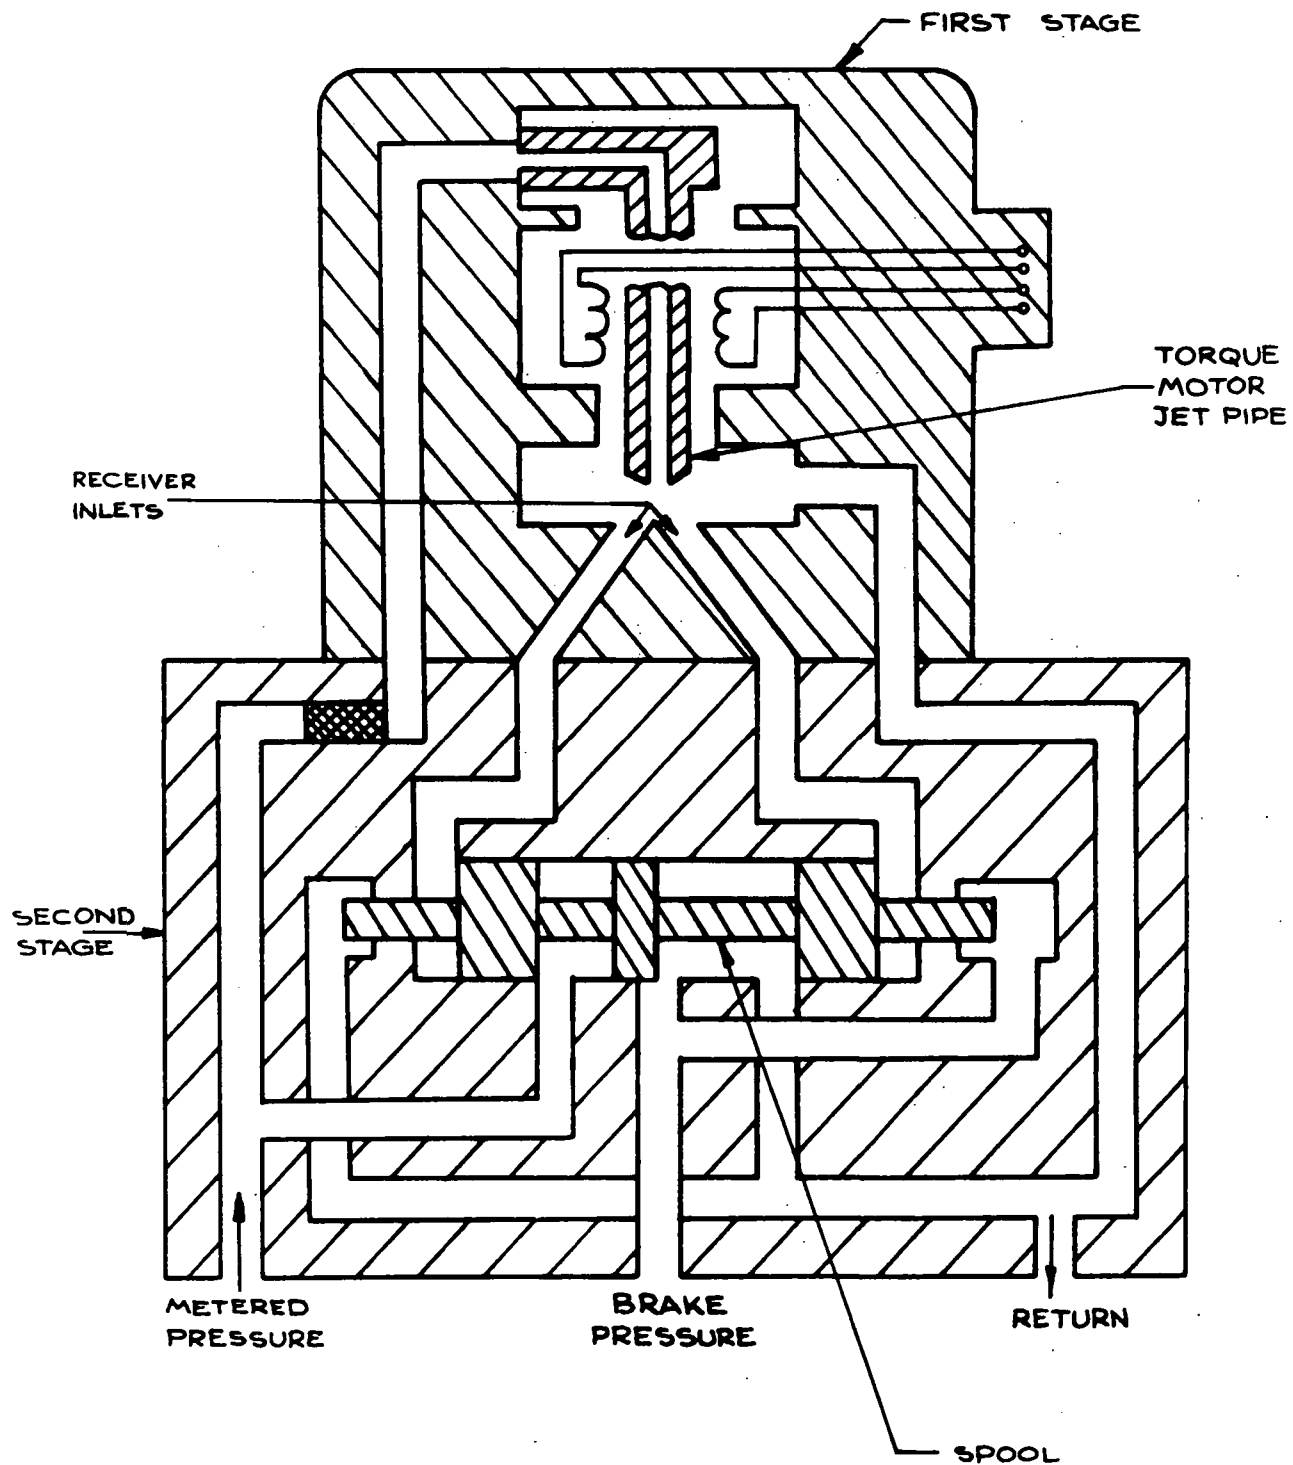 FIRST STAGE
TORQUE
MOTOR
JET PIPE
RECEIVER
INLETS
SECOND
STAGE
METERED
PRESSURE
BRAKE
PRESSURE
RETURN
SPOOL